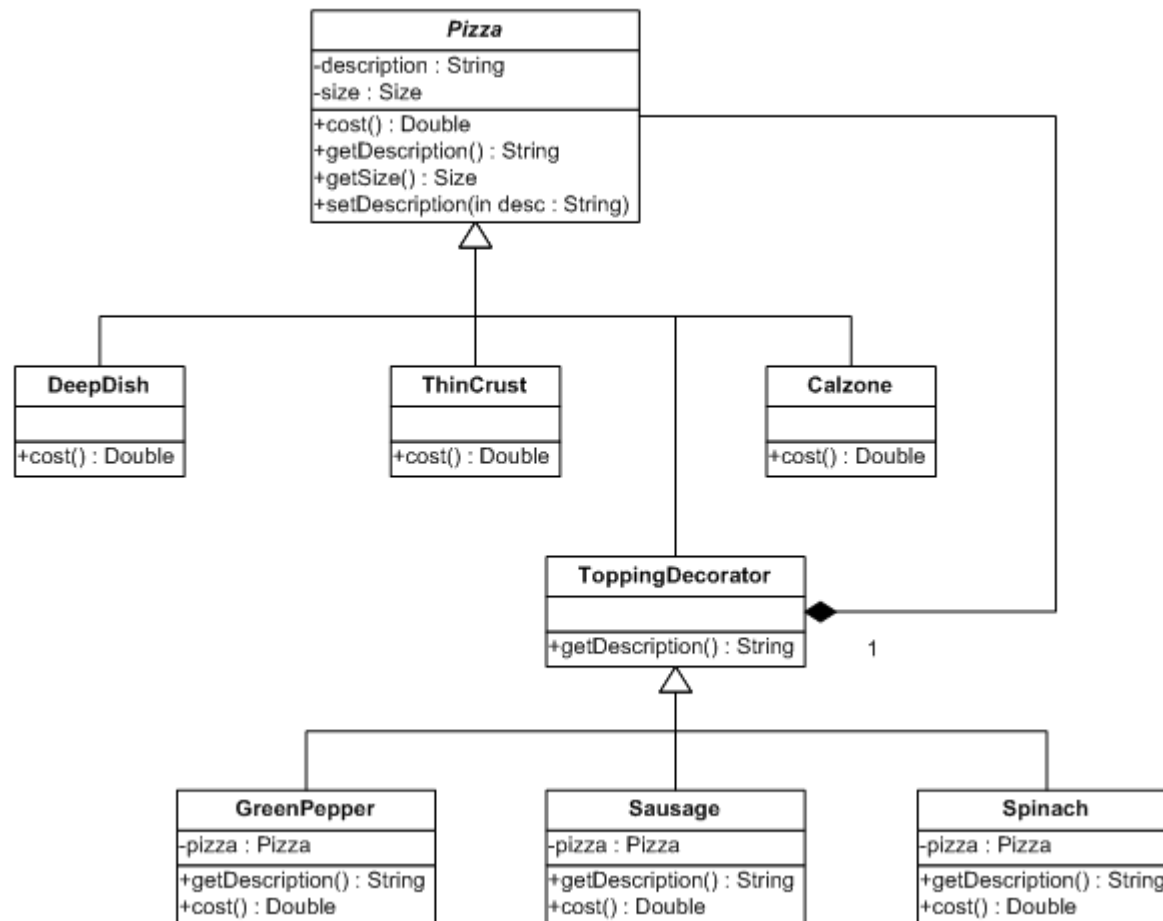 Pizza
-description : String
-size : Size
+cost() : Double
+getDescription() : String
+getSize() : Size
+setDescription(in desc : String)
DeepDish
+cost() : Double
ThinCrust
+cost() : Double
Calzone
+cost() : Double
ToppingDecorator
+getDescription() : String
1
GreenPepper
-pizza : Pizza
+getDescription() : String
+cost() : Double
Sausage
-pizza : Pizza
+getDescription() : String
+cost() : Double
Spinach
-pizza : Pizza
+getDescription() : String
+cost() : Double